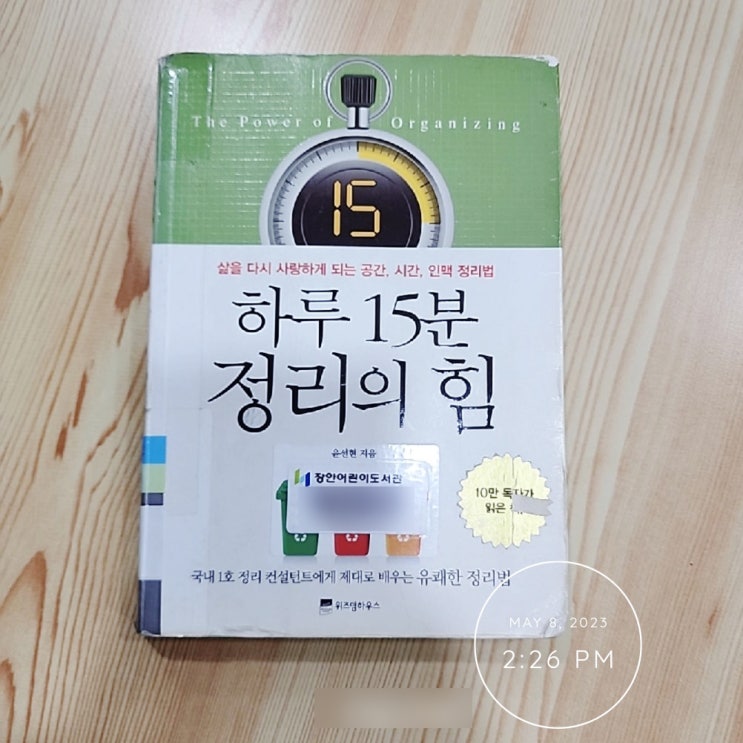 The Power of Organizing
15
삶을 다시 사랑하게 되는 공간, 시간, 인맥 정리법
하루 15분
정리의 힘
윤선현 지음
장안어린이도서관
10만 독자가
읽은
국내 1호 정리 컨설턴트에게 제대로 배우는 유쾌한 정리법
위즈덤하우스
MAY 8, 2023
2:26 PM